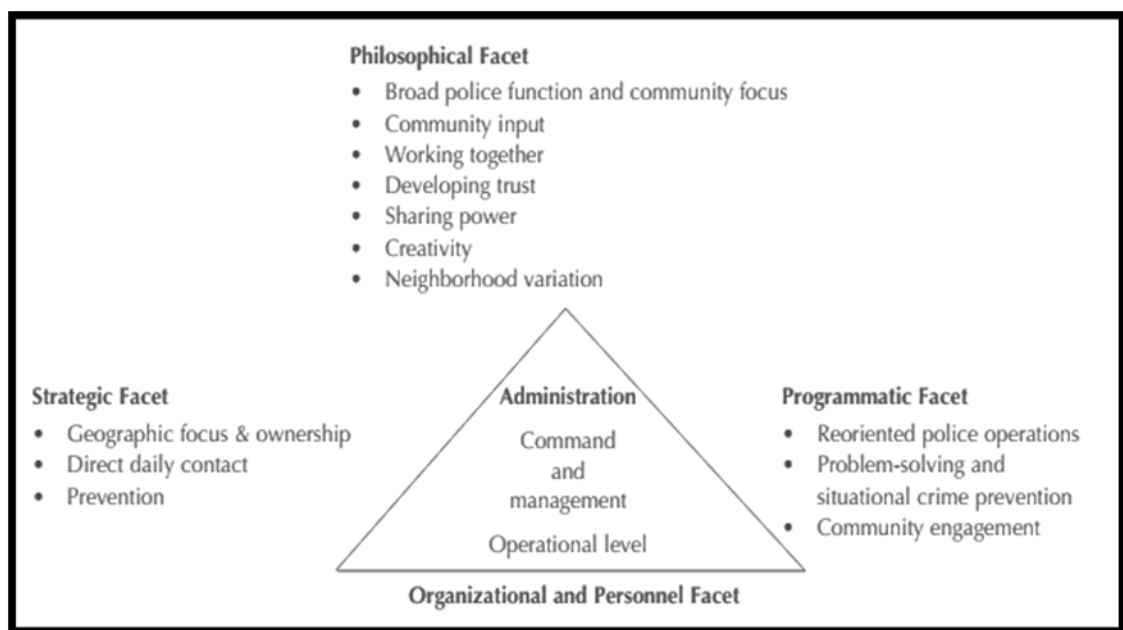 Philosophical Facet
• Broad police function and community focus
• Community input
• Working together
• Developing trust
• Sharing power
• Creativity
• Neighborhood variation
Strategic Facet
• Geographic focus & ownership
• Direct daily contact
• Prevention
Administration
Command
and
management
Operational level
Programmatic Facet
• Reoriented police operations
• Problem-solving and
situational crime prevention
• Community engagement
Organizational and Personnel Facet